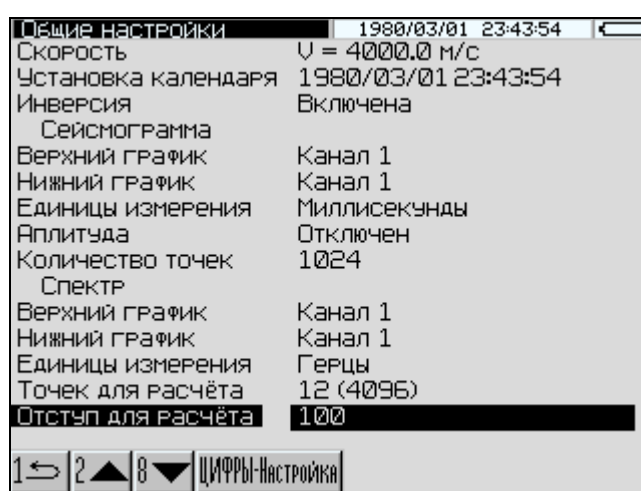 Общие настройки 1980/03/01 23:43:54
Скорость V = 4000.0 м/с
Установка календаря 1980/03/01 23:43:54
Инверсия Включена
Сейсмограмма
Верхний график Канал 1
Нижний график Канал 1
Единицы измерения Миллисекунды
Аплитуда Отключен
Количество точек 1024
Спектр
Верхний график Канал 1
Нижний график Канал 1
Единицы измерения Герцы
Точек для расчёта 12 (4096)
Отступ для расчёта 100
1 2 8 ЦИФРЫ-Настройка